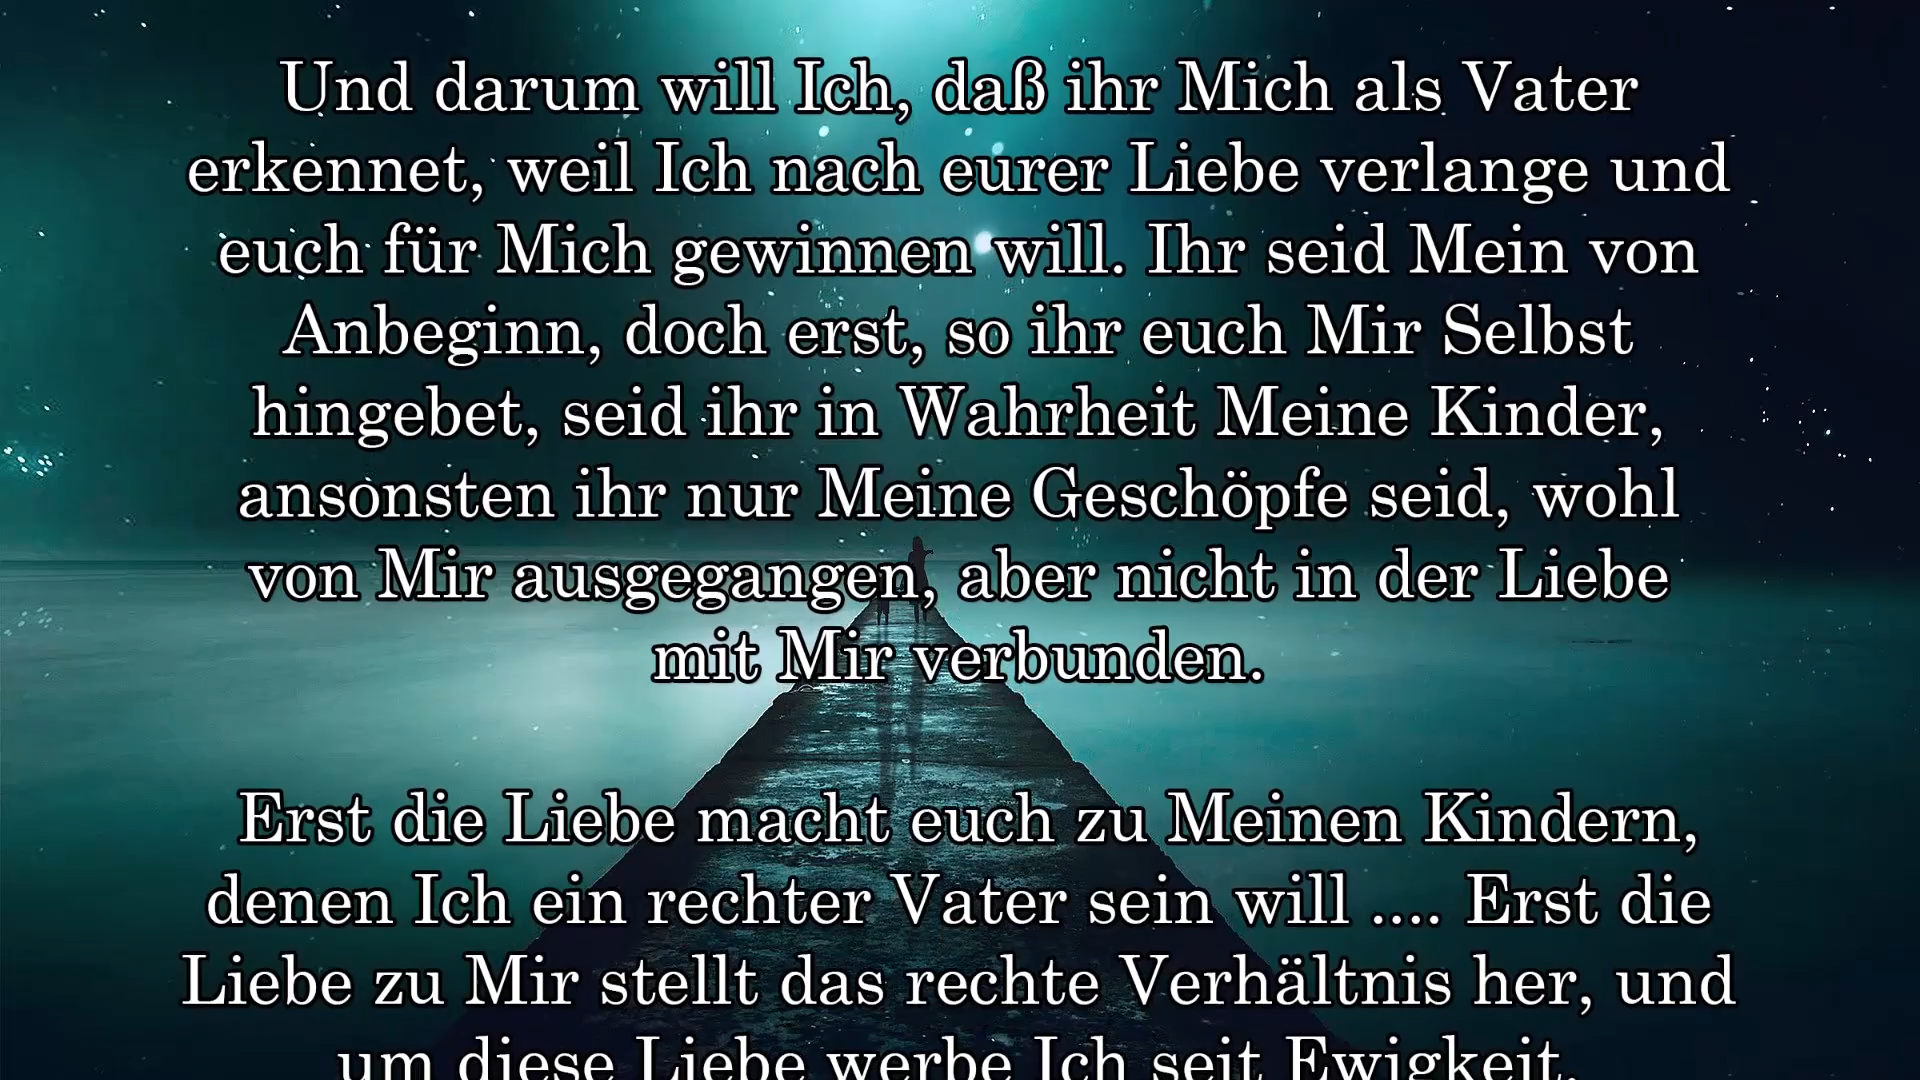 Und darum will Ich, daß ihr Mich als Vater
erkennet, weil Ich nach eurer Liebe verlange und
euch für Mich gewinnen will. Ihr seid Mein von
Anbeginn, doch erst, so ihr euch Mir Selbst
hingebet, seid ihr in Wahrheit Meine Kinder,
ansonsten ihr nur Meine Geschöpfe seid, wohl
von Mir ausgegangen, aber nicht in der Liebe
mit Mir verbunden.
Erst die Liebe macht euch zu Meinen Kindern,
denen Ich ein rechter Vater sein will .... Erst die
Liebe zu Mir stellt das rechte Verhältnis her, und
um diese Liebe werbe Ich seit Ewigkeit.